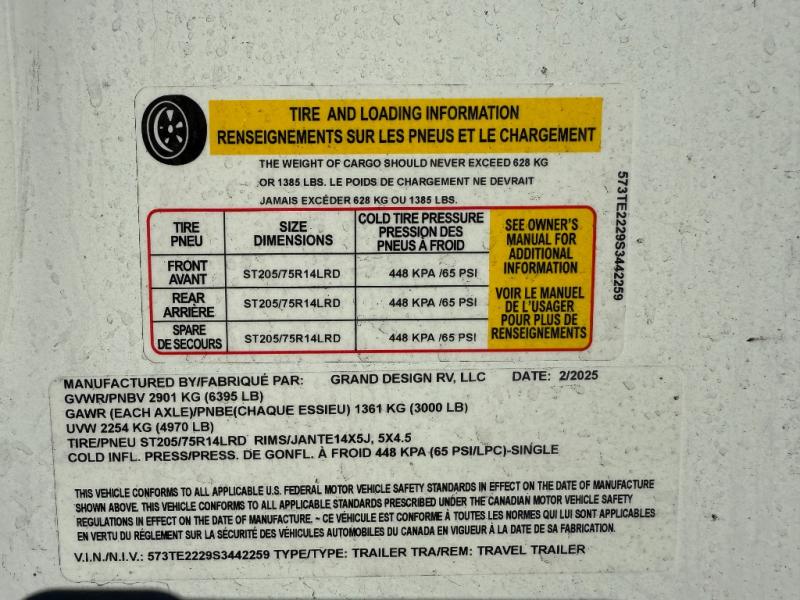 TIRE AND LOADING INFORMATION
RENSEIGNEMENTS SUR LES PNEUS ET LE CHARGEMENT
THE WEIGHT OF CARGO SHOULD NEVER EXCEED 628 KG
OR 1385 LBS. LE POIDS DE CHARGEMENT NE DEVRAIT
JAMAIS EXCÉDER 628 KG OU 1385 LBS.
TIRE SIZE COLD TIRE PRESSURE
PNEU DIMENSIONS PRESSION DES
PNEUS À FROID
FRONT
AVANT ST205/75R14LRD 448 KPA /65 PSI
REAR
ARRIÈRE ST205/75R14LRD 448 KPA /65 PSI
SPARE
DE SECOURS ST205/75R14LRD 448 KPA /65 PSI
SEE OWNER'S
MANUAL FOR
ADDITIONAL
INFORMATION
VOIR LE MANUEL
DE L'USAGER
POUR PLUS DE
RENSEIGNEMENTS
573TE2229S3442259
MANUFACTURED BY/FABRIQUÉ PAR: GRAND DESIGN RV, LLC DATE: 2/2025
GVWR/PNBV 2901 KG (6395 LB)
GAWR (EACH AXLE)/PNBE(CHAQUE ESSIEU) 1361 KG (3000 LB)
UVW 2254 KG (4970 LB)
TIRE/PNEU ST205/75R14LRD RIMS/JANTE14X5J, 5X4.5
COLD INFL. PRESS/PRESS. DE GONFL. À FROID 448 KPA (65 PSI/LPC)-SINGLE
THIS VEHICLE CONFORMS TO ALL APPLICABLE U.S. FEDERAL MOTOR VEHICLE SAFETY STANDARDS IN EFFECT ON THE DATE OF MANUFACTURE
SHOWN ABOVE. THIS VEHICLE CONFORMS TO ALL APPLICABLE STANDARDS PRESCRIBED UNDER THE CANADIAN MOTOR VEHICLE SAFETY
REGULATIONS IN EFFECT ON THE DATE OF MANUFACTURE. ~ CE VÉHICULE EST CONFORME À TOUTES LES NORMES QUI LUI SONT APPLICABLES
EN VERTU DU RÉGLEMENT SUR LA SÉCURITÉ DES VÉHICULES AUTOMOBILES DU CANADA EN VIGUEUR À LA DATE DE SA FABRICATION.
V.I.N./N.I.V.: 573TE2229S3442259 TYPE/TYPE: TRAILER TRA/REM: TRAVEL TRAILER